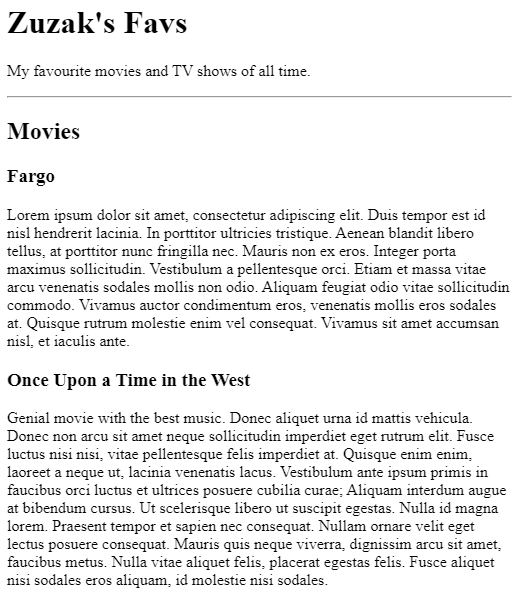 Zuzak's Favs
My favourite movies and TV shows of all time.
Movies
Fargo
Lorem ipsum dolor sit amet, consectetur adipiscing elit. Duis tempor est id
nisl hendrerit lacinia. In porttitor ultricies tristique. Aenean blandit libero
tellus, at porttitor nunc fringilla nec. Mauris non ex eros. Integer porta
maximus sollicitudin. Vestibulum a pellentesque orci. Etiam et massa vitae
arcu venenatis sodales mollis non odio. Aliquam feugiat odio vitae sollicitudin
commodo. Vivamus auctor condimentum eros, venenatis mollis eros sodales
at. Quisque rutrum molestie enim vel consequat. Vivamus sit amet accumsan
nisl, et iaculis ante.
Once Upon a Time in the West
Genial movie with the best music. Donec aliquet urna id mattis vehicula.
Donec non arcu sit amet neque sollicitudin imperdiet eget rutrum elit. Fusce
luctus nisi nisi, vitae pellentesque felis imperdiet at. Quisque enim enim,
laoreet a neque ut, lacinia venenatis lacus. Vestibulum ante ipsum primis in
faucibus orci luctus et ultrices posuere cubilia curae; Aliquam interdum augue
at bibendum cursus. Ut scelerisque libero ut suscipit egestas. Nulla id magna
lorem. Praesent tempor et sapien nec consequat. Nullam ornare velit eget
lectus posuere consequat. Mauris quis neque viverra, dignissim arcu sit amet,
faucibus metus. Nulla vitae aliquet felis, placerat egestas felis. Fusce aliquet
nisi sodales eros aliquam, id molestie nisi sodales.